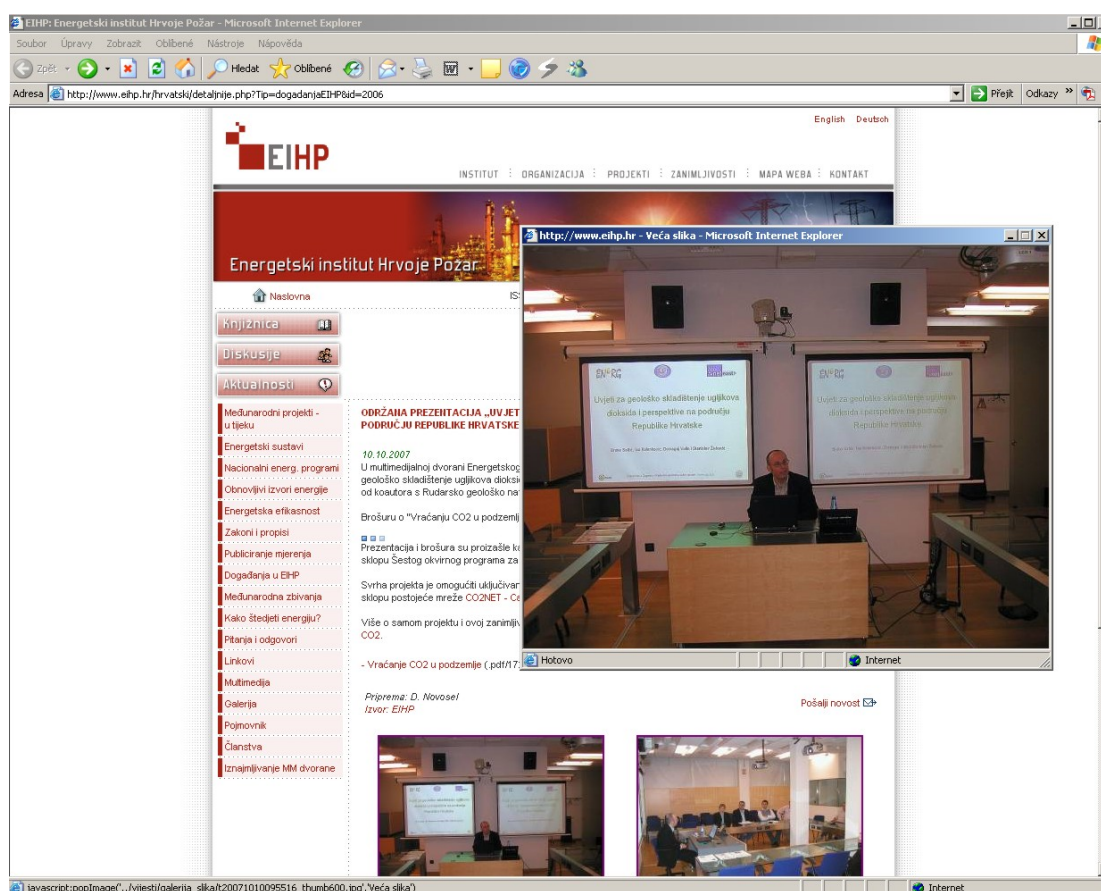 EIHP: Energetski institut Hrvoje Požar - Microsoft Internet Explorer
Soubor Úpravy Zobrazit Oblíbené Nástroje Nápověda
Zpět Hledat Oblíbené
Adresa http://www.eihp.hr/hrvatski/detaljnije.php?Tip=dogadanjaEIHP&id=2006 Přejít Odkazy »
English Deutsch
EIHP
INSTITUT ORGANIZACIJA PROJEKTI ZANIMLJIVOSTI MAPA WEBA KONTAKT
Energetski institut Hrvoje Požar
Naslovna
Knjižnica
Diskusije
Aktualnosti
Međunarodni projekti -
u tijeku
Energetski sustavi
Nacionalni energ. programi
Obnovljivi izvori energije
Energetska efikasnost
Zakoni i propisi
Publiciranje mjerenja
Događanja u EIHP
Međunarodna zbivanja
Kako štedjeti energiju?
Pitanja i odgovori
Linkovi
Multimedija
Galerija
Pojmovnik
Članstva
Iznajmljivanje MM dvorane
ODRŽANA PREZENTACIJA „UVJET
PODRUČJU REPUBLIKE HRVATSKE
10.10.2007
U multimedijalnoj dvorani Energetskog
geološko skladištenje ugljikova dioksid
od koautora s Rudarsko geološko na
Brošuru o "Vraćanju CO2 u podzemlj
Prezentacija i brošura su proizašle k
sklopu Šestog okvirnog programa za
Svrha projekta je omogućiti uključivan
sklopu postojeće mreže CO2NET - Ca
Više o samom projektu i ovoj zanimljiv
CO2.
- Vraćanje CO2 u podzemlje (.pdf/17
Priprema: D. Novosel
Izvor: EIHP
Pošalji novost
http://www.eihp.hr - Veća slika - Microsoft Internet Explorer
Uvjeti za geološko skladištenje ugljikova
dioksida i perspektive na području
Republike Hrvatske
Uvjeti za geološko skladištenje ugljikova
dioksida i perspektive na području
Republike Hrvatske
Hotovo Internet
javascript:popImage('../vijesti/galerija_slika/t20071010095516_thumb600.jpg','Veća slika') Internet